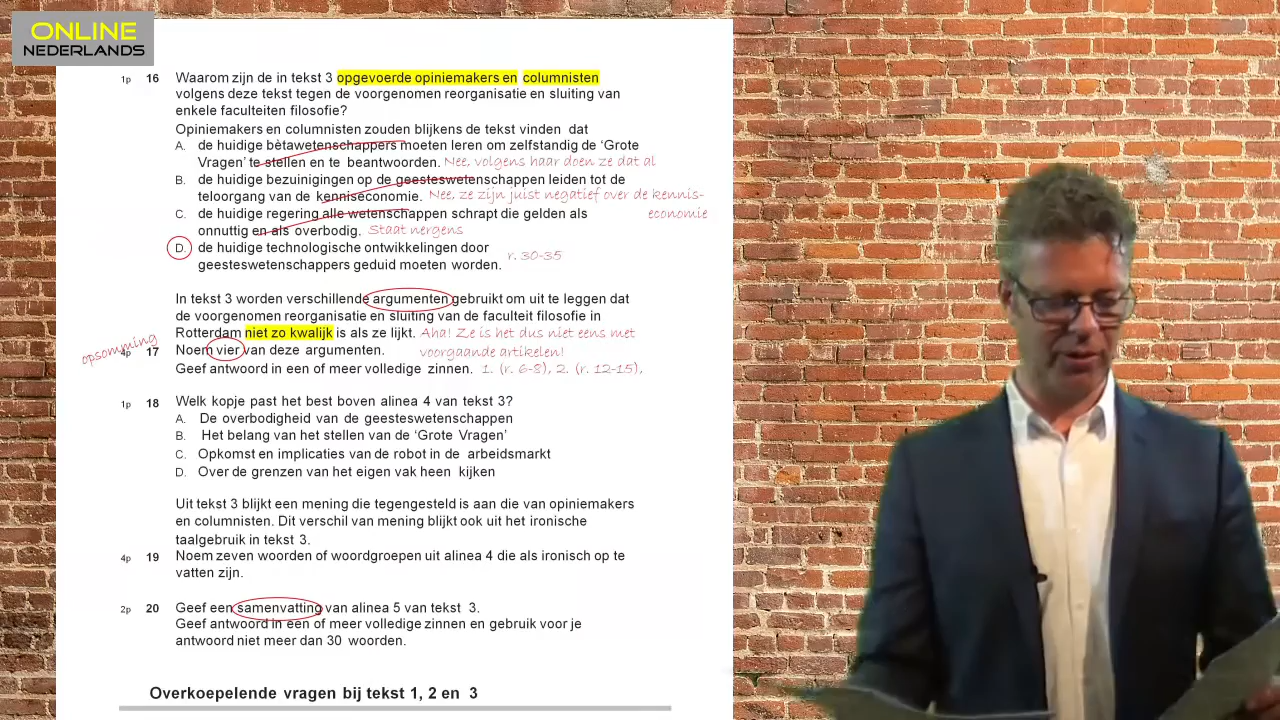 ONLINE
NEDERLANDS
1p 16 Waarom zijn de in tekst 3 opgevoerde opiniemakers en columnisten
volgens deze tekst tegen de voorgenomen reorganisatie en sluiting van
enkele faculteiten filosofie?
Opiniemakers en columnisten zouden blijkens de tekst vinden dat
A. de huidige bètawetenschappers moeten leren om zelfstandig de ‘Grote
Vragen’ te stellen en te beantwoorden. Nee, volgens haar doen ze dat al
B. de huidige bezuinigingen op de geesteswetenschappen leiden tot de
teloorgang van de kenniseconomie. Nee, ze zijn juist negatief over de kennis-
C. de huidige regering alle wetenschappen schrapt die gelden als economie
onnuttig en als overbodig. Staat nergens
D. de huidige technologische ontwikkelingen door
geesteswetenschappers geduid moeten worden. r. 30-35
In tekst 3 worden verschillende argumenten gebruikt om uit te leggen dat
de voorgenomen reorganisatie en sluiting van de faculteit filosofie in
Rotterdam niet zo kwalijk is als ze lijkt. Aha! Ze is het dus niet eens met
opsomming
4p 17 Noem vier van deze argumenten. voorgaande artikelen!
Geef antwoord in een of meer volledige zinnen. 1. (r. 6-8), 2. (r. 12-15),
1p 18 Welk kopje past het best boven alinea 4 van tekst 3?
A. De overbodigheid van de geesteswetenschappen
B. Het belang van het stellen van de ‘Grote Vragen’
C. Opkomst en implicaties van de robot in de arbeidsmarkt
D. Over de grenzen van het eigen vak heen kijken
Uit tekst 3 blijkt een mening die tegengesteld is aan die van opiniemakers
en columnisten. Dit verschil van mening blijkt ook uit het ironische
taalgebruik in tekst 3.
4p 19 Noem zeven woorden of woordgroepen uit alinea 4 die als ironisch op te
vatten zijn.
2p 20 Geef een samenvatting van alinea 5 van tekst 3.
Geef antwoord in een of meer volledige zinnen en gebruik voor je
antwoord niet meer dan 30 woorden.
Overkoepelende vragen bij tekst 1, 2 en 3